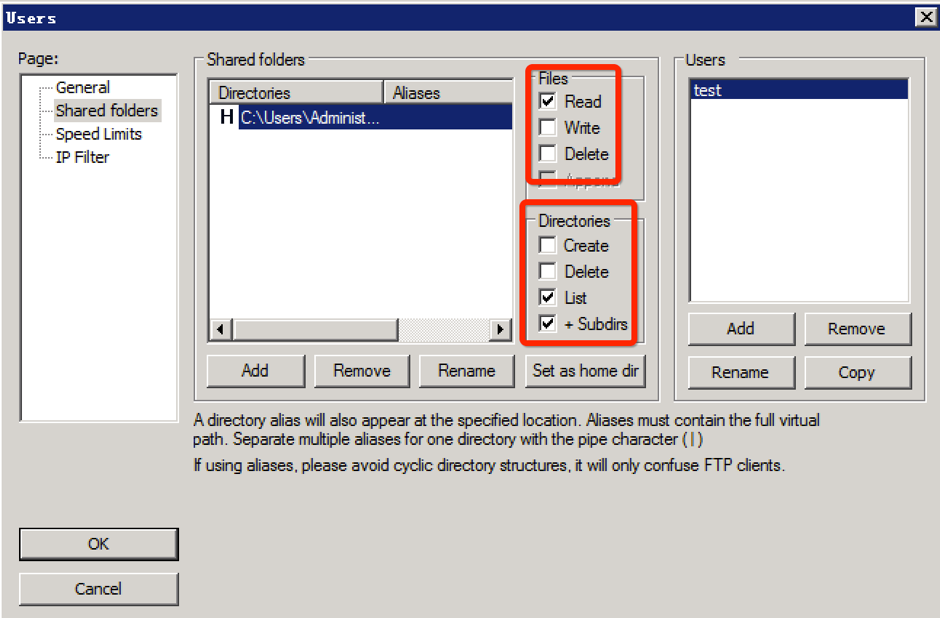 Users
Page:
General
Shared folders
Speed Limits
IP Filter
Shared folders
Directories Aliases
H C:\Users\Administ...
Files
Read
Write
Delete
Append
Directories
Create
Delete
List
+ Subdirs
Add Remove Rename Set as home dir
Users
test
Add Remove
Rename Copy
A directory alias will also appear at the specified location. Aliases must contain the full virtual
path. Separate multiple aliases for one directory with the pipe character (|)
If using aliases, please avoid cyclic directory structures, it will only confuse FTP clients.
OK
Cancel